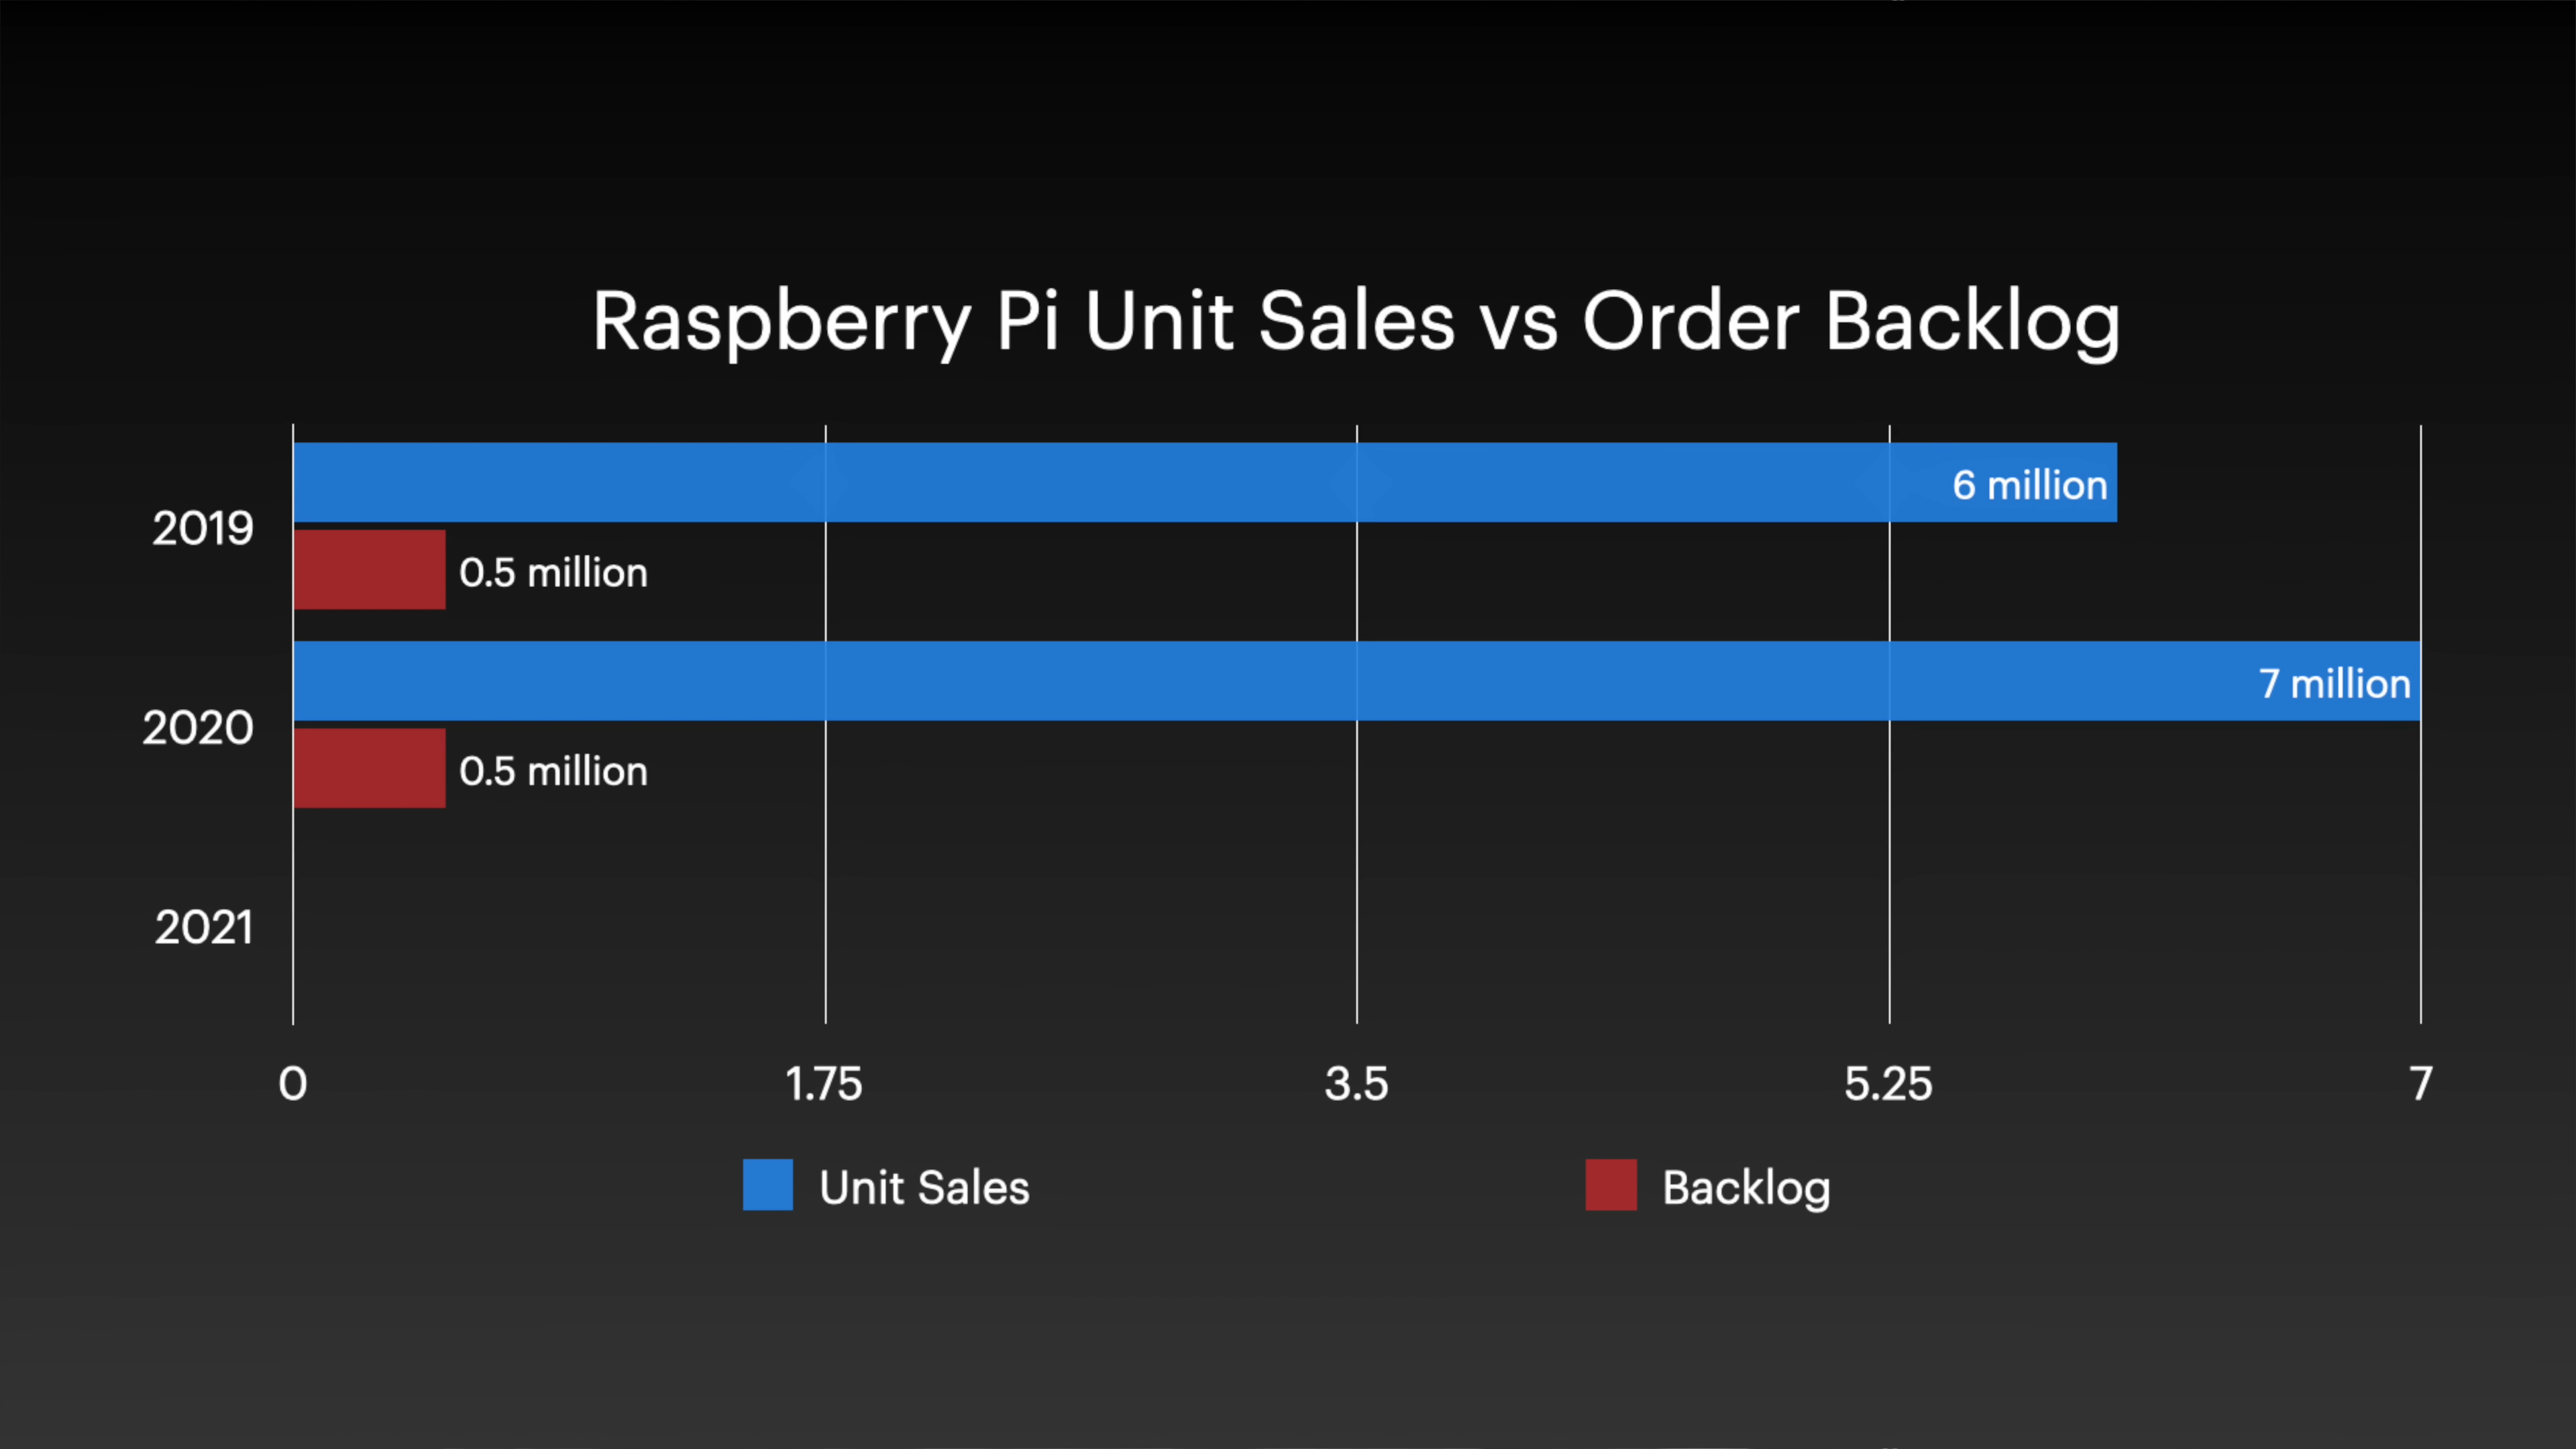 Raspberry Pi Unit Sales vs Order Backlog
6 million
2019
0.5 million
7 million
2020
0.5 million
2021
0 1.75 3.5 5.25 7
Unit Sales Backlog